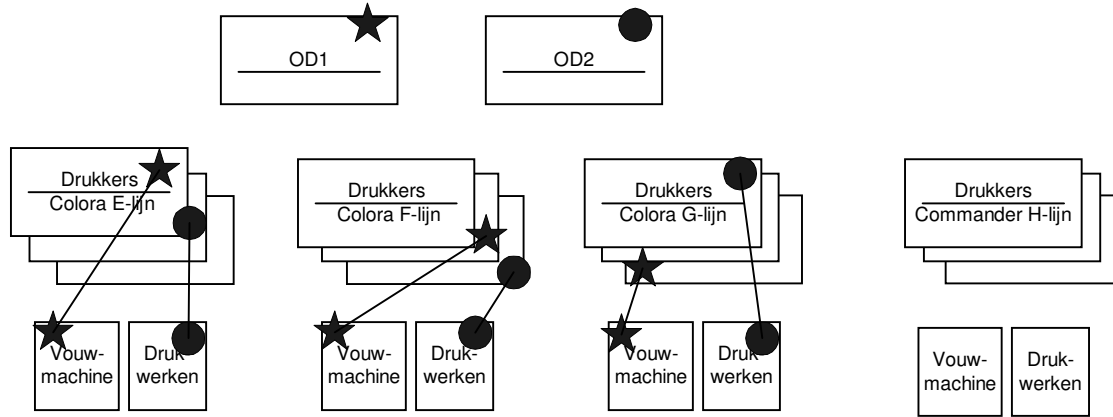 OD1
OD2
Drukkers
Colora E-lijn
Drukkers
Colora F-lijn
Drukkers
Colora G-lijn
Drukkers
Commander H-lijn
Vouw-
machine
Druk-
werken
Vouw-
machine
Druk-
werken
Vouw-
machine
Druk-
werken
Vouw-
machine
Druk-
werken